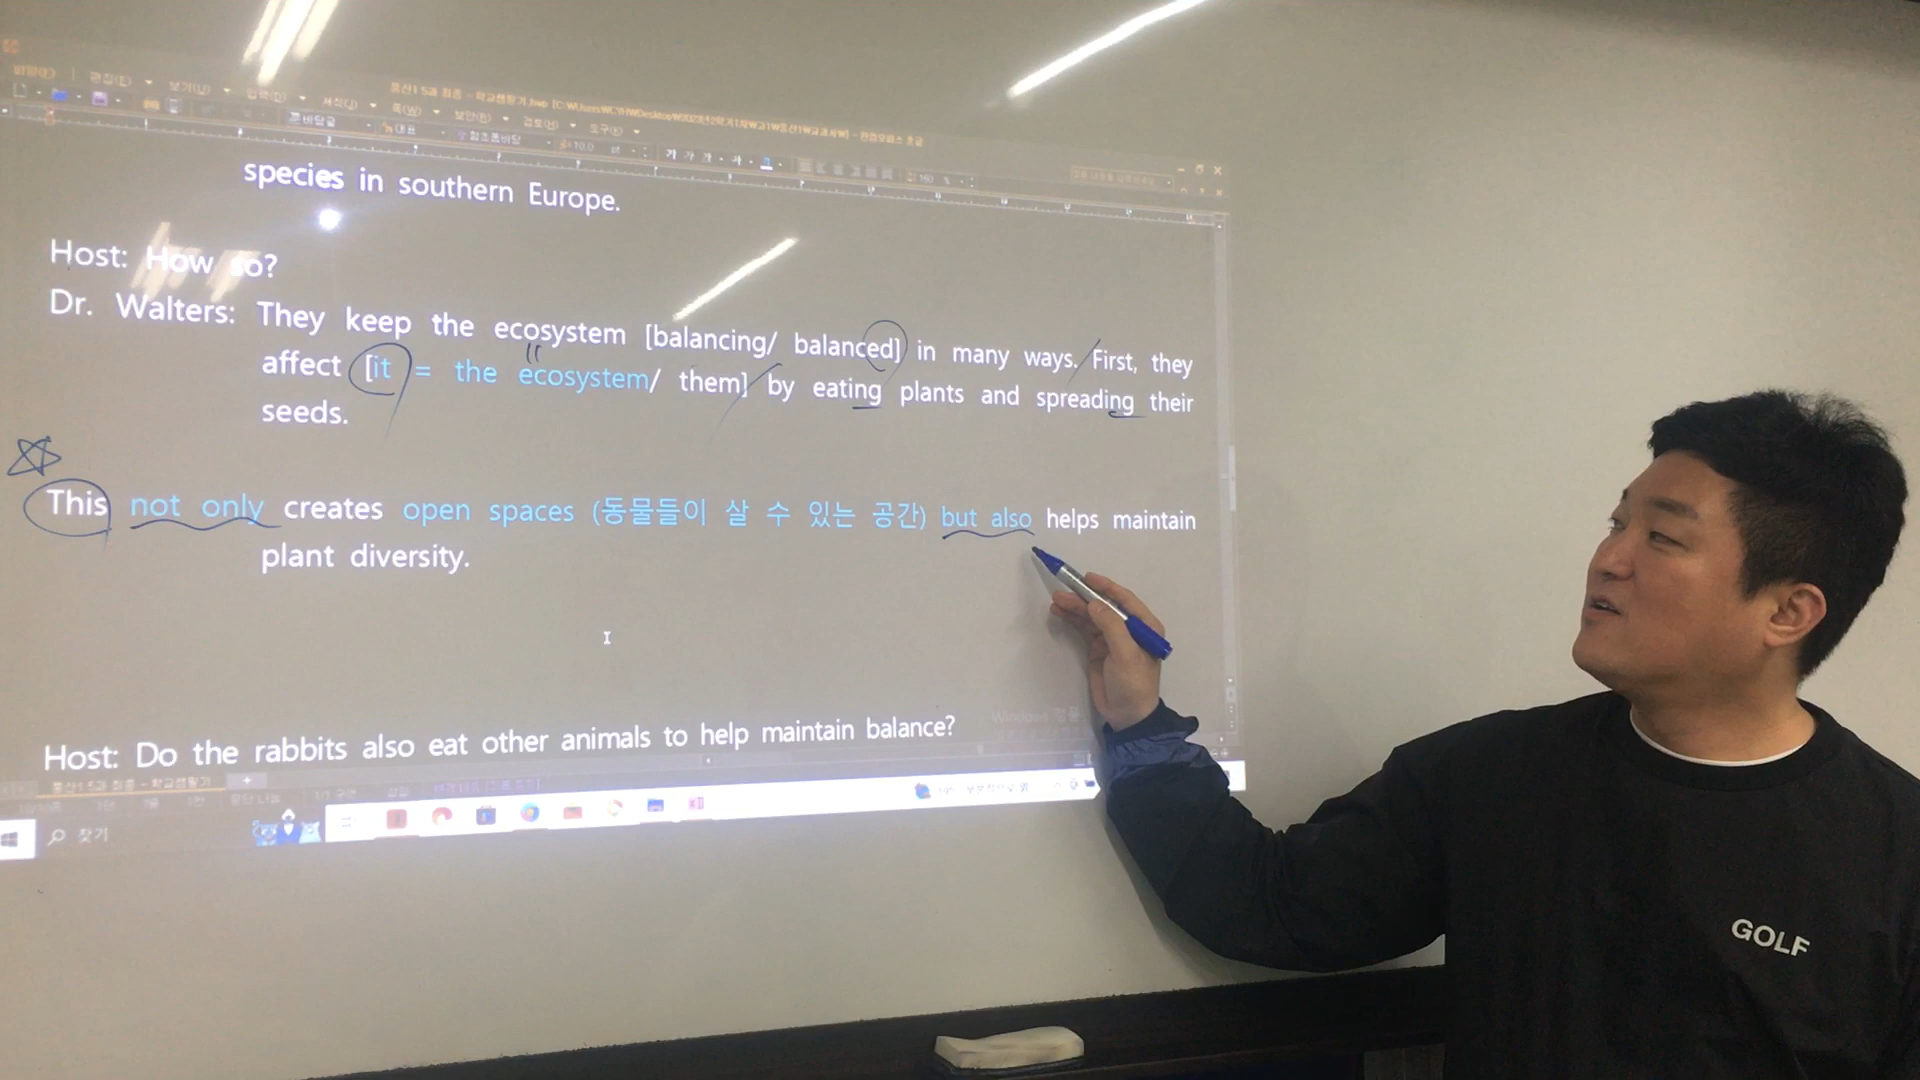 species in southern Europe.
Host: How so?
Dr. Walters: They keep the ecosystem [balancing/ balanced] in many ways. First, they
affect [it = the ecosystem/ them] by eating plants and spreading their
seeds.
This not only creates open spaces (동물들이 살 수 있는 공간) but also helps maintain
plant diversity.
Host: Do the rabbits also eat other animals to help maintain balance?
찾기
GOLF